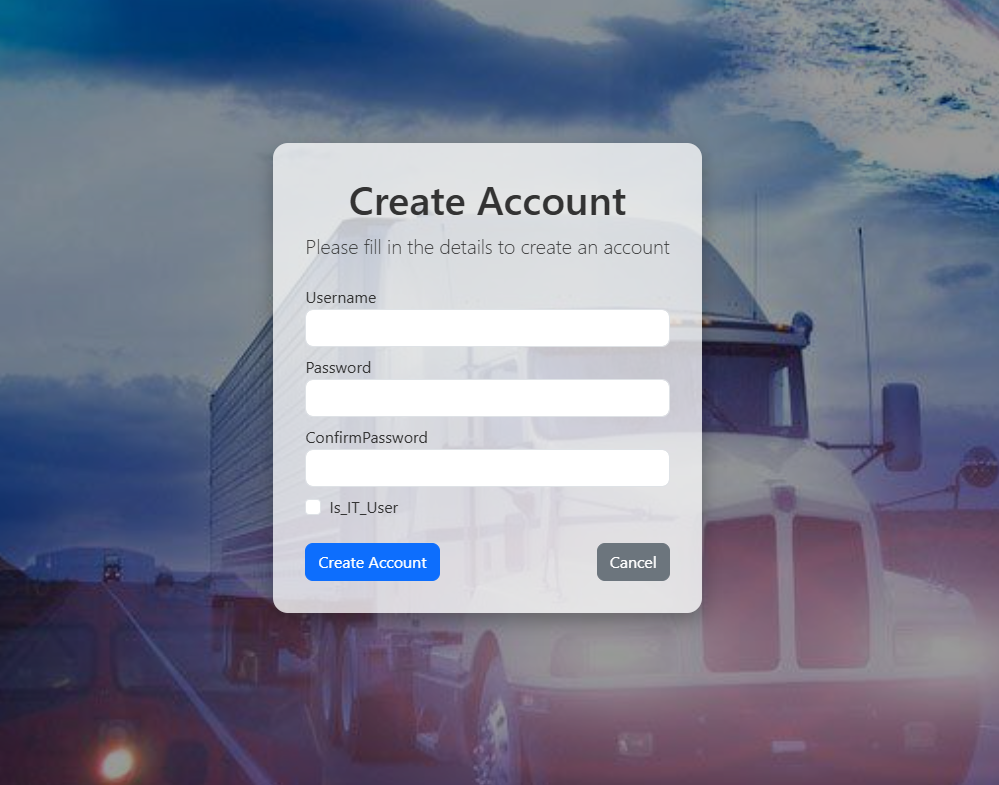 Create Account
Please fill in the details to create an account
Username
Password
ConfirmPassword
Is_IT_User
Create Account
Cancel